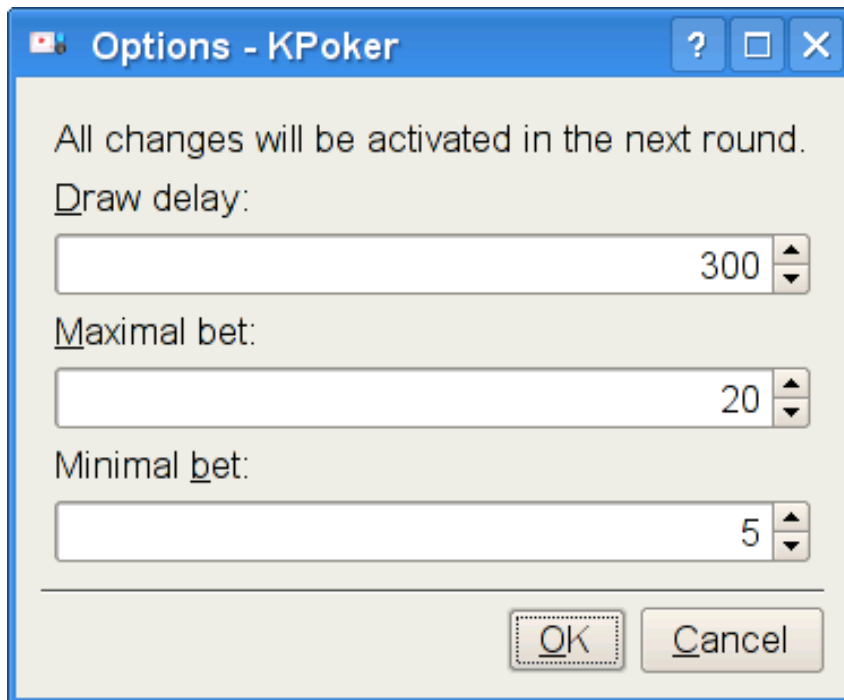 Options - KPoker
All changes will be activated in the next round.
Draw delay:
300
Maximal bet:
20
Minimal bet:
5
OK Cancel